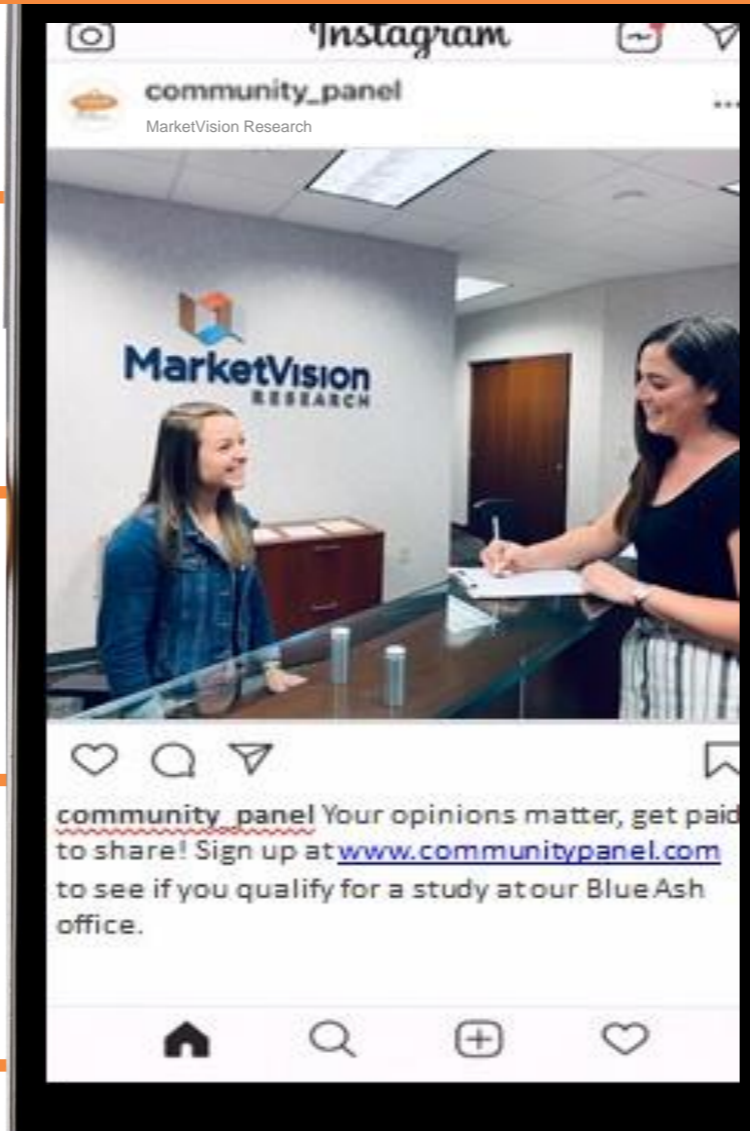 Instagram
community_panel
MarketVision Research
MarketVision
RESEARCH
community_panel Your opinions matter, get paid
to share! Sign up at www.communitypanel.com
to see if you qualify for a study at our Blue Ash
office.